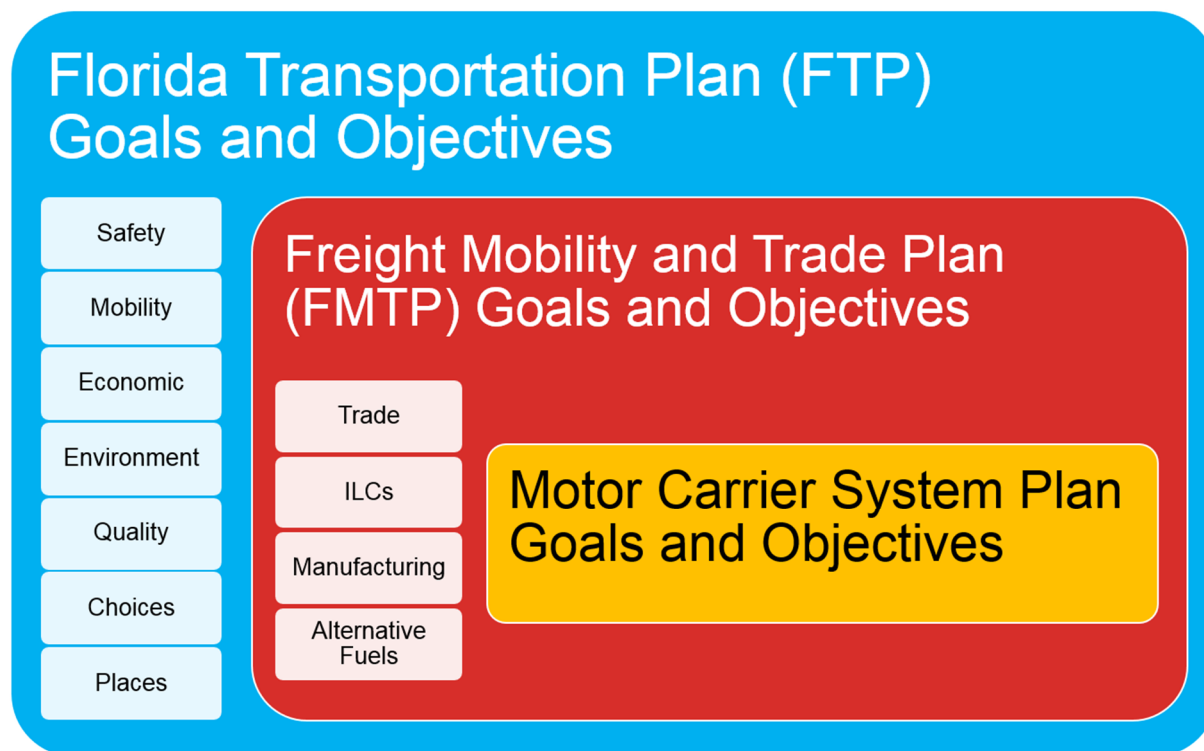 Florida Transportation Plan (FTP)
Goals and Objectives
Safety
Mobility
Economic
Environment
Quality
Choices
Places
Freight Mobility and Trade Plan
(FMTP) Goals and Objectives
Trade
ILCs
Manufacturing
Alternative
Fuels
Motor Carrier System Plan
Goals and Objectives